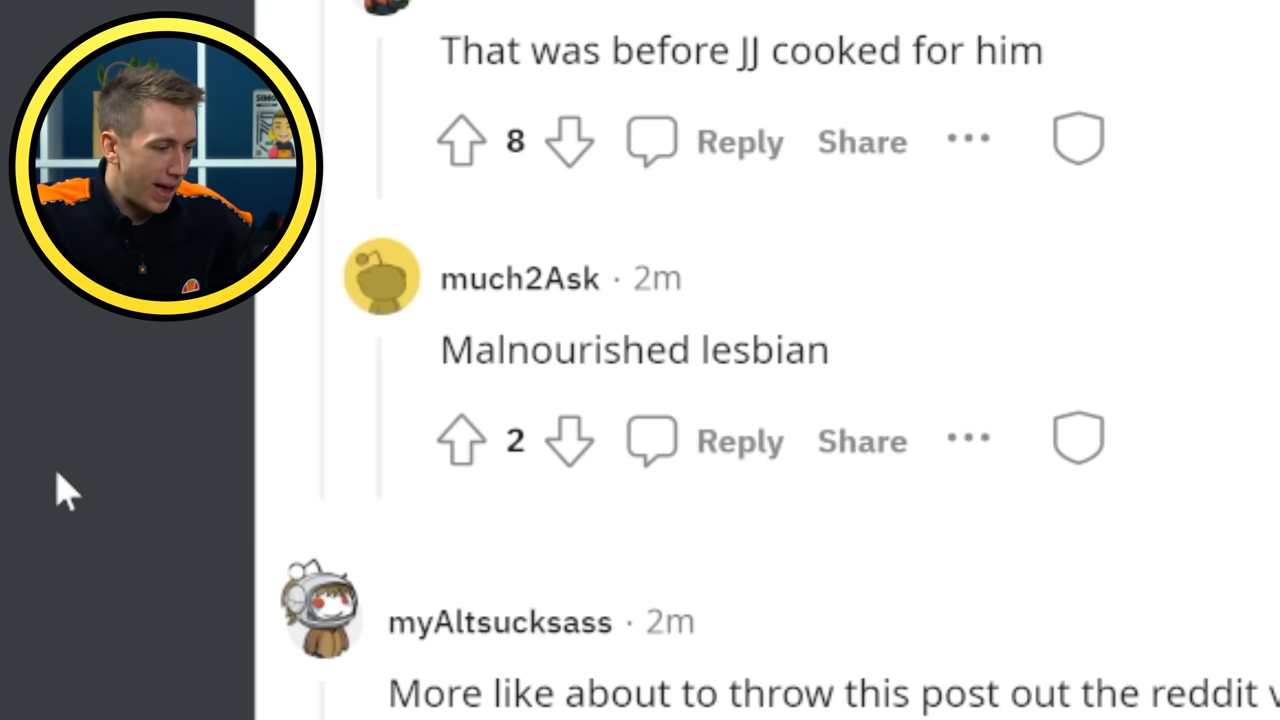 That was before JJ cooked for him
8 Reply Share
much2Ask · 2m
Malnourished lesbian
2 Reply Share
myAltsucksass · 2m
More like about to throw this post out the reddit